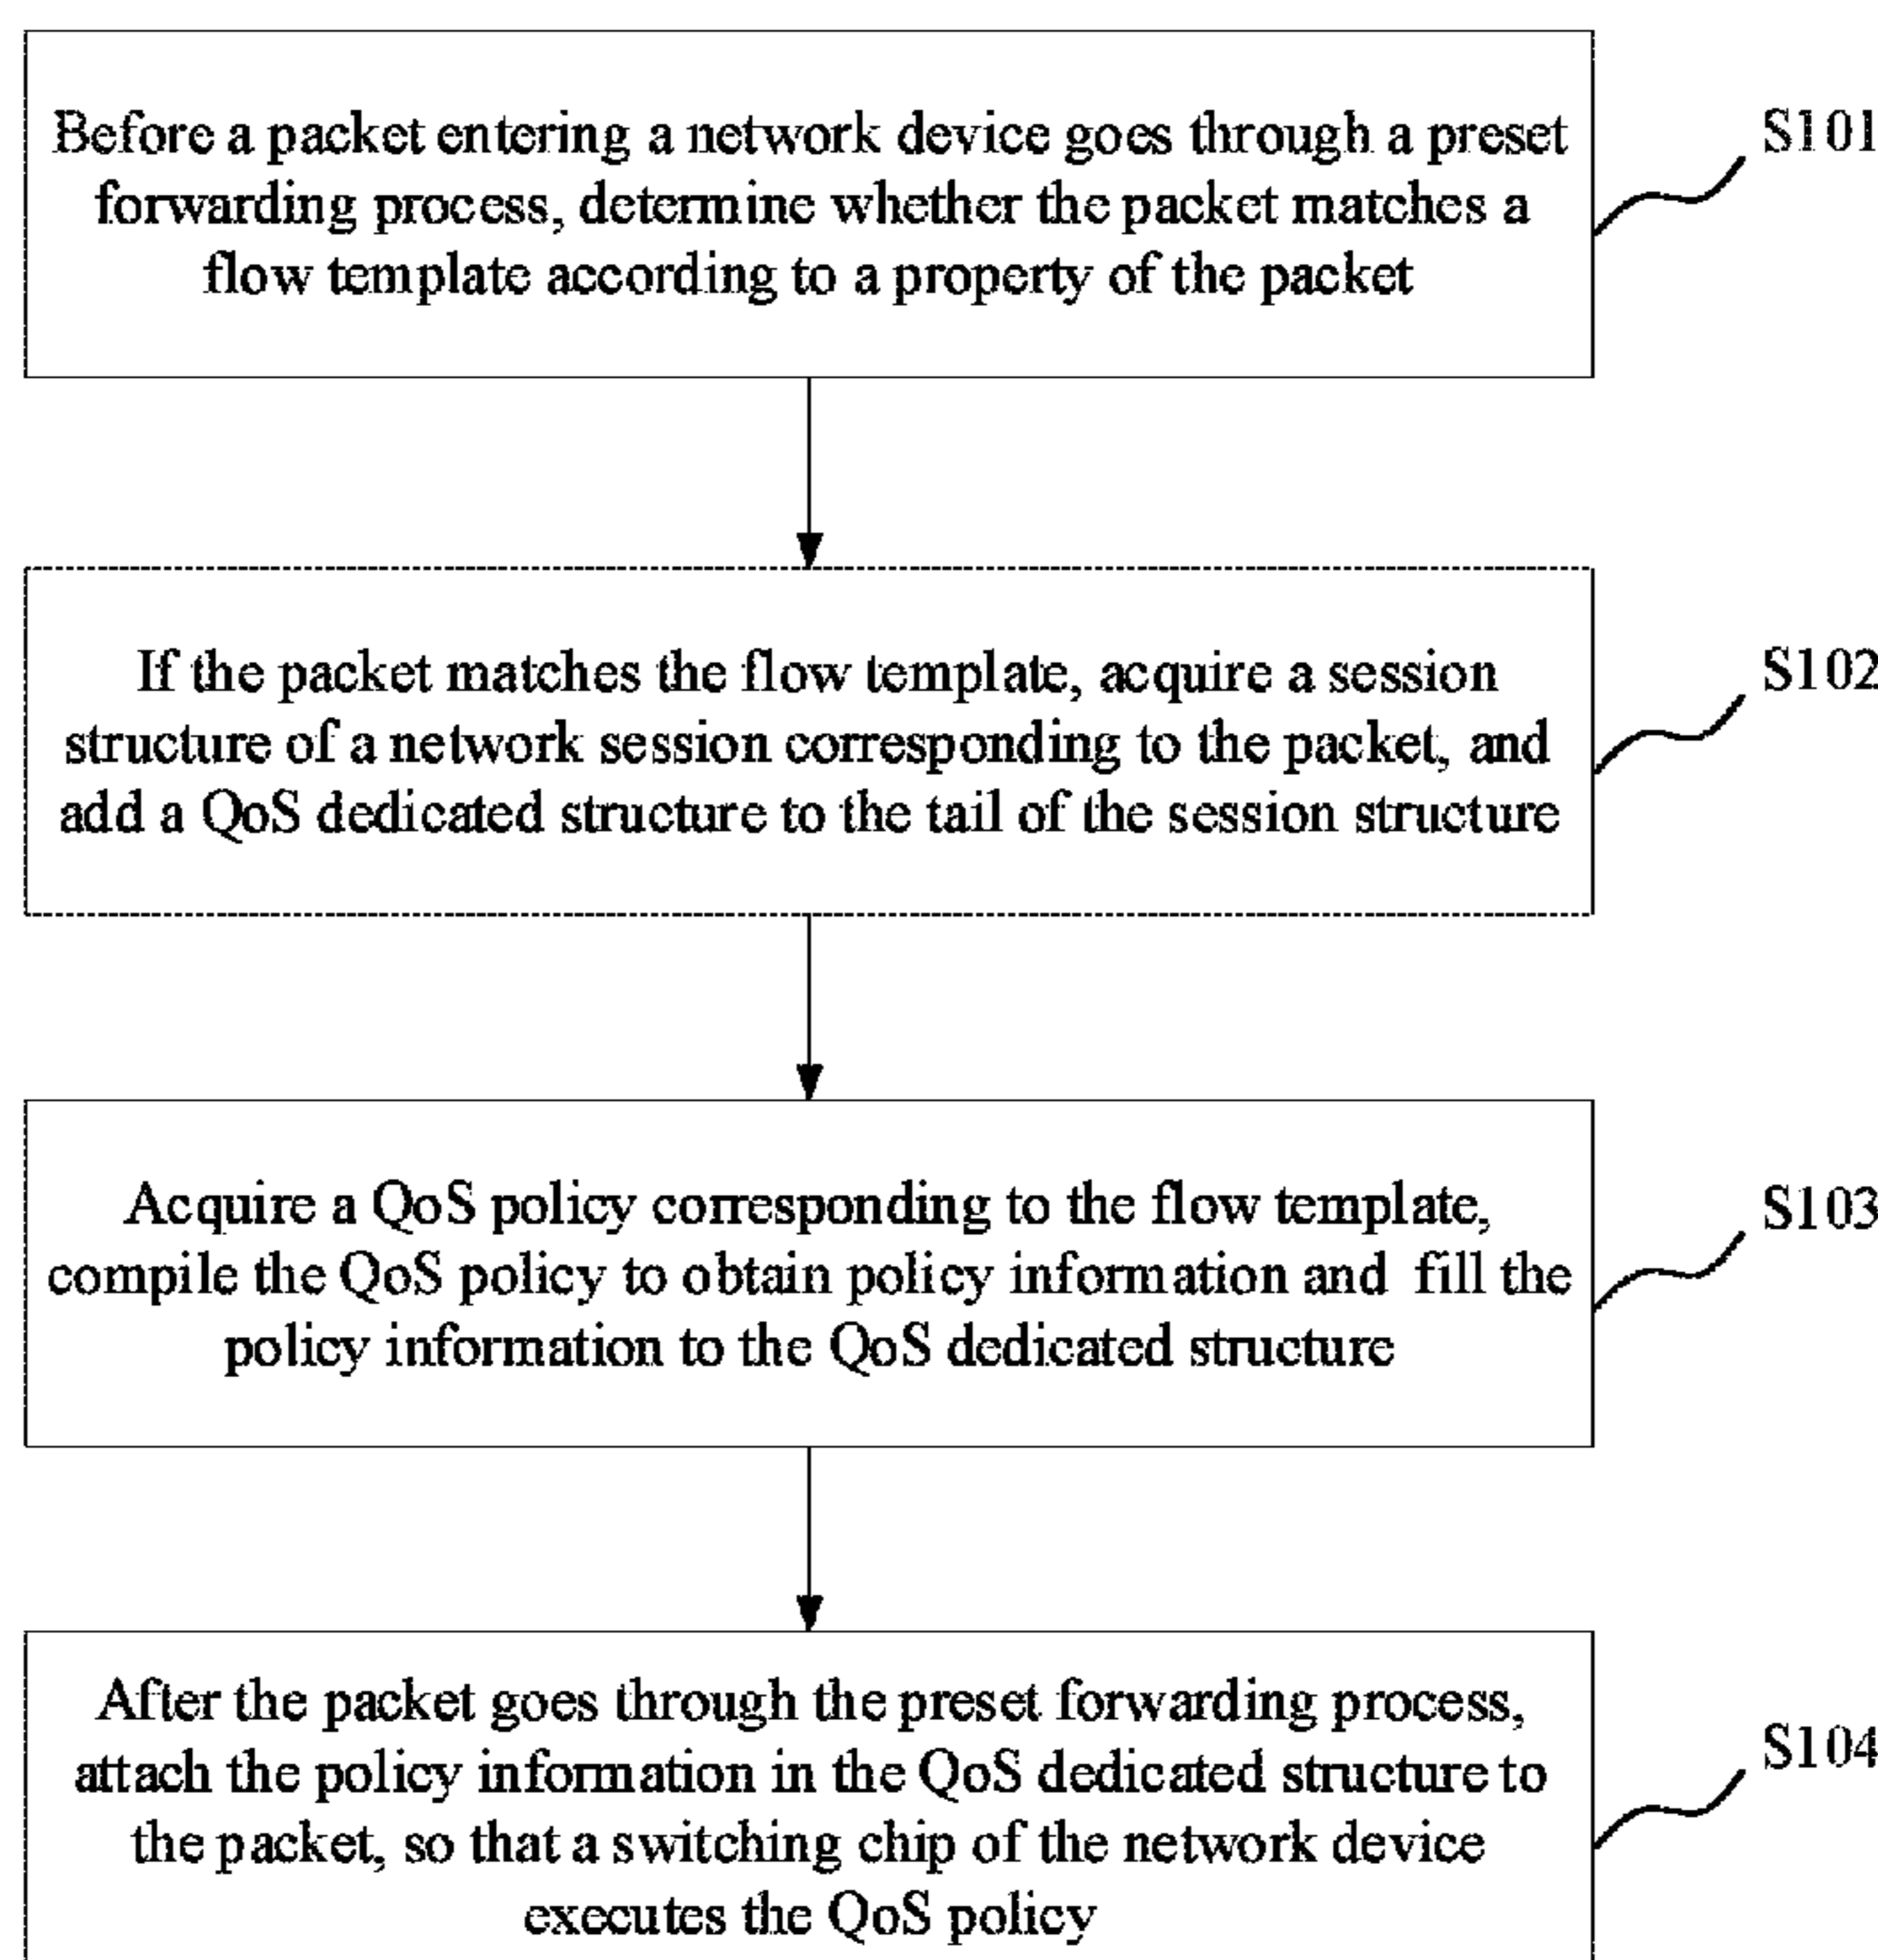 Before a packet entering a network device goes through a preset
forwarding process, determine whether the packet matches a
flow template according to a property of the packet
S101
If the packet matches the flow template, acquire a session
structure of a network session corresponding to the packet, and
add a QoS dedicated structure to the tail of the session structure
S102
Acquire a QoS policy corresponding to the flow template,
compile the QoS policy to obtain policy information and fill the
policy information to the QoS dedicated structure
S103
After the packet goes through the preset forwarding process,
attach the policy information in the QoS dedicated structure to
the packet, so that a switching chip of the network device
executes the QoS policy
S104